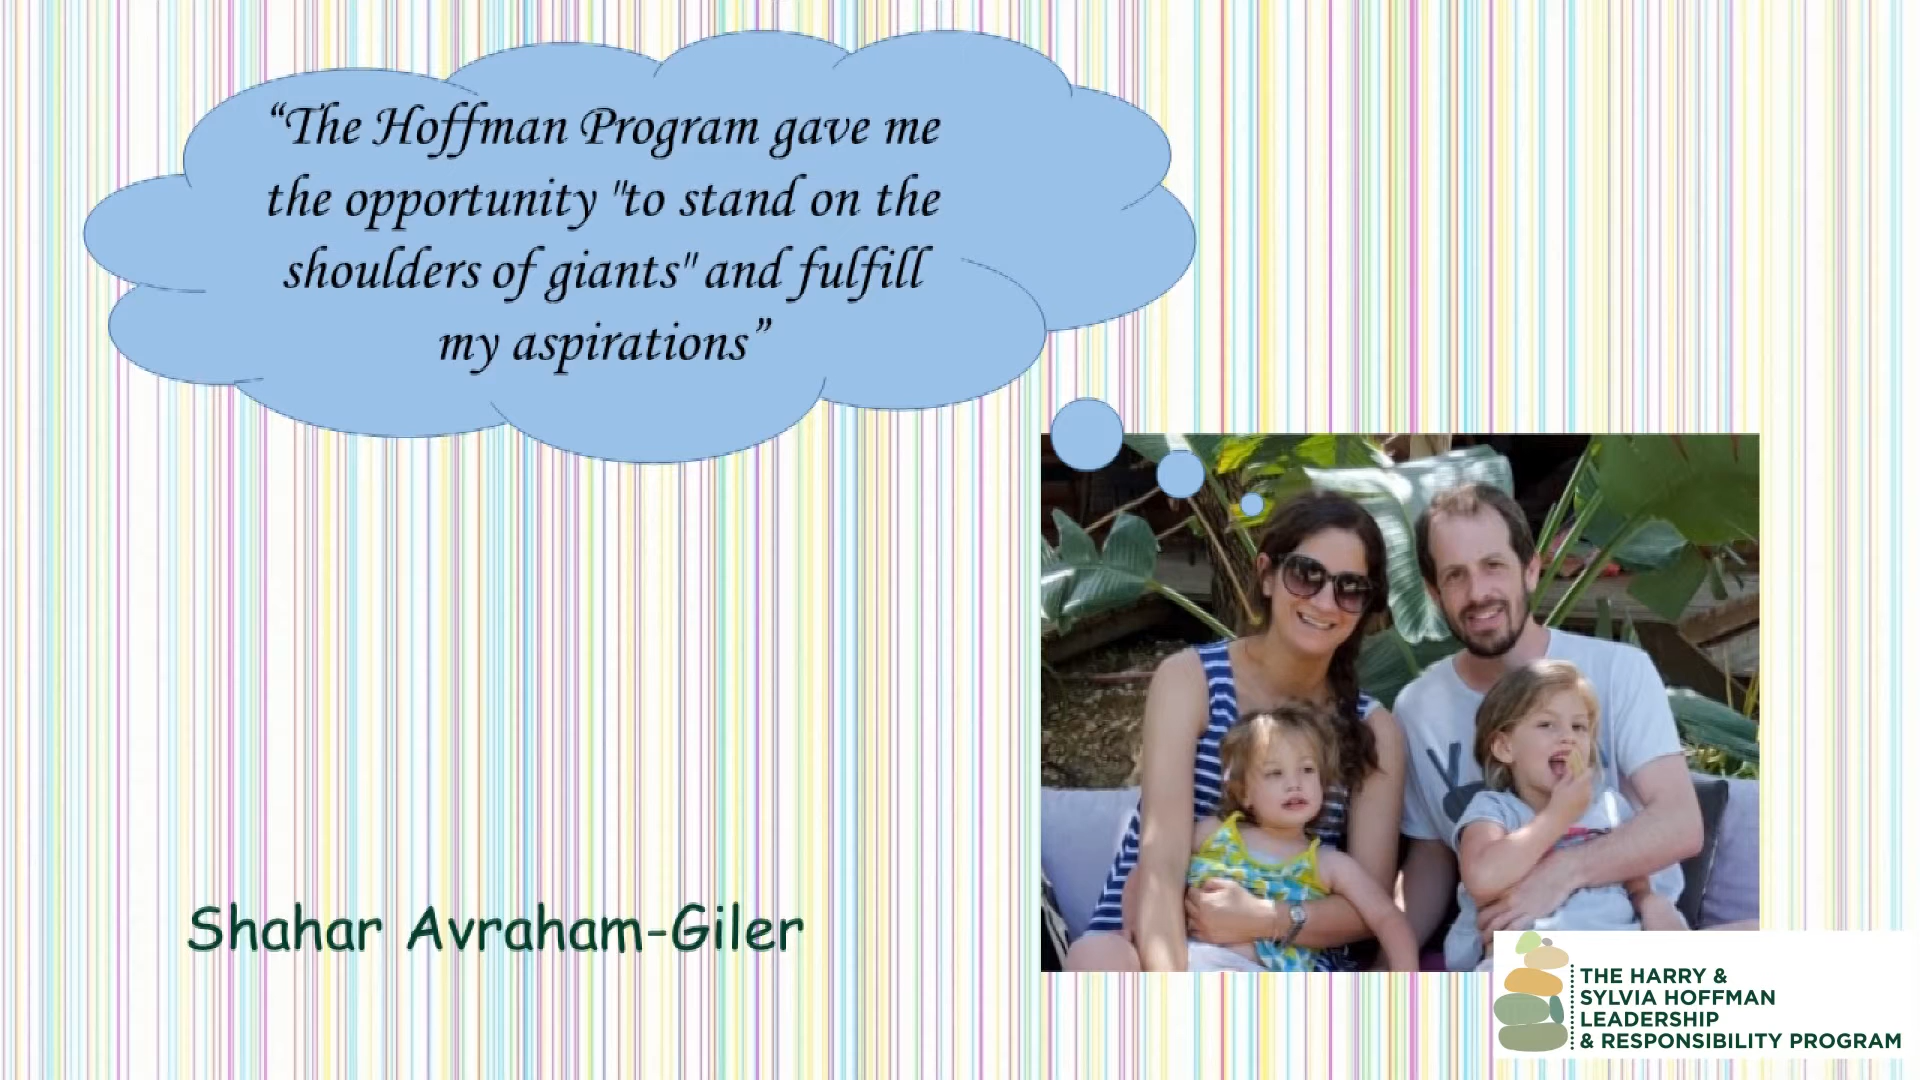 “The Hoffman Program gave me
the opportunity "to stand on the
shoulders of giants" and fulfill
my aspirations”
Shahar Avraham-Giler
THE HARRY &
SYLVIA HOFFMAN
LEADERSHIP
& RESPONSIBILITY PROGRAM